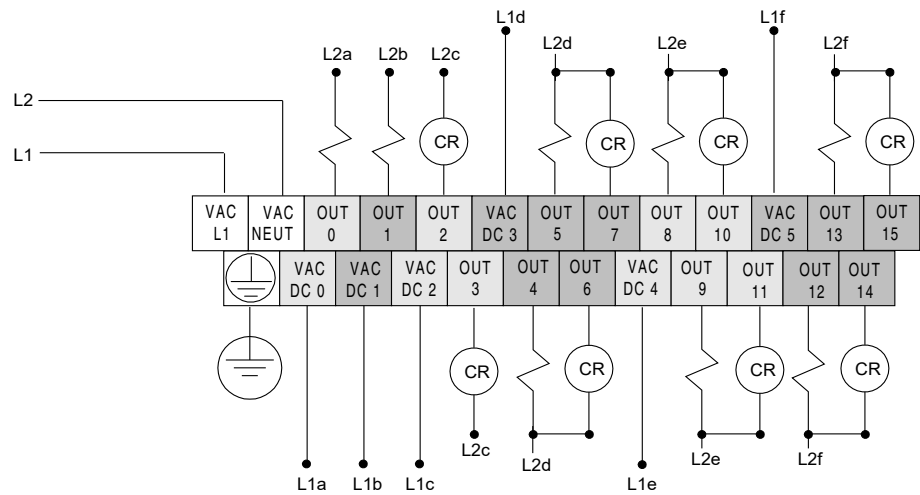 L1d
L1f
L2a
L2b
L2c
L2d
L2e
L2f
L2
CR
CR
CR
CR
L1
VAC L1
VAC NEUT
OUT 0
OUT 1
OUT 2
VAC DC 3
OUT 5
OUT 7
OUT 8
OUT 10
VAC DC 5
OUT 13
OUT 15
VAC DC 0
VAC DC 1
VAC DC 2
OUT 3
OUT 4
OUT 6
VAC DC 4
OUT 9
OUT 11
OUT 12
OUT 14
CR
CR
CR
CR
L2c
L2d
L2e
L2f
L1a
L1b
L1c
L1e